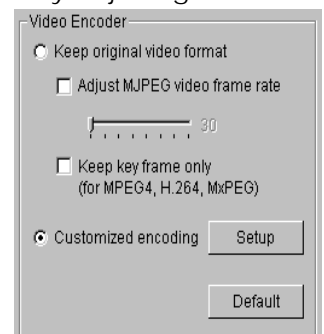 Video Encoder
Keep original video format
Adjust MJPEG video frame rate
30
Keep key frame only
(for MPEG4, H.264, MxPEG)
Customized encoding
Setup
Default